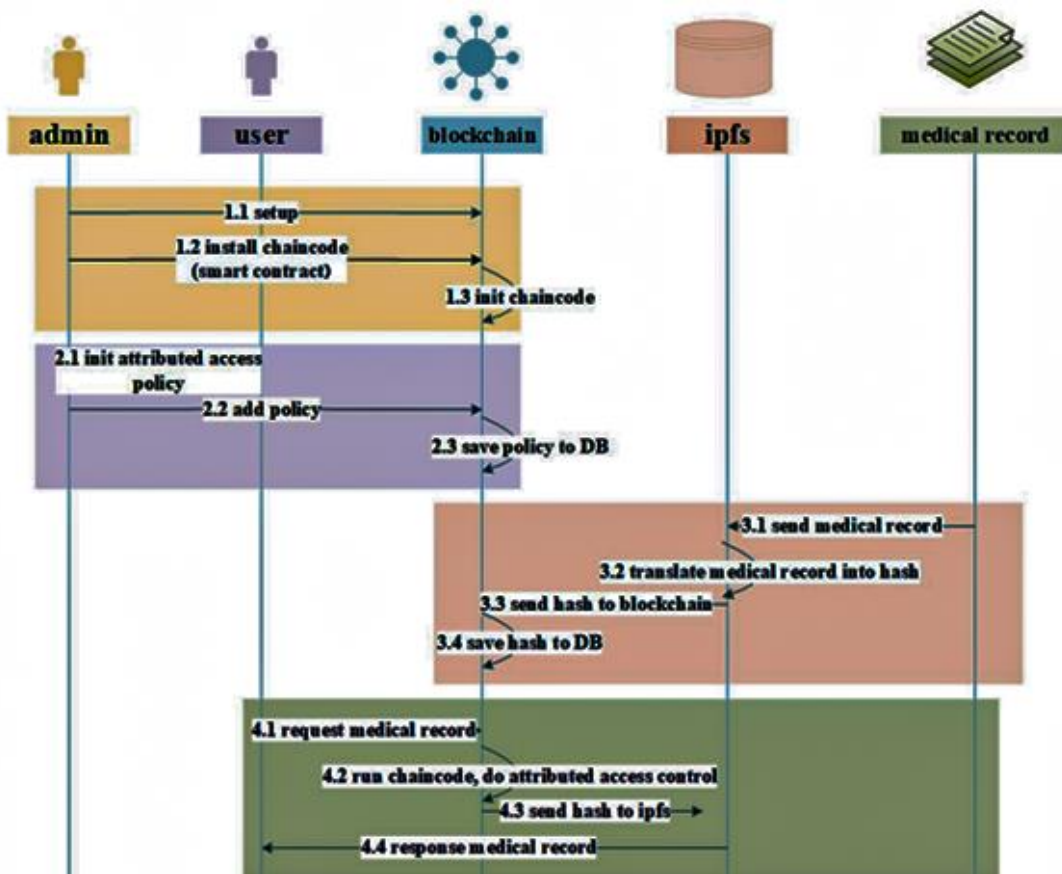 admin
user
blockchain
ipfs
medical record
1.1 setup
1.2 install chaincode
(smart contract)
1.3 init chaincode
2.1 init attributed access
policy
2.2 add policy
2.3 save policy to DB
3.1 send medical record
3.2 translate medical record into hash
3.3 send hash to blockchain
3.4 save hash to DB
4.1 request medical record
4.2 run chaincode, do attributed access control
4.3 send hash to ipfs
4.4 response medical record